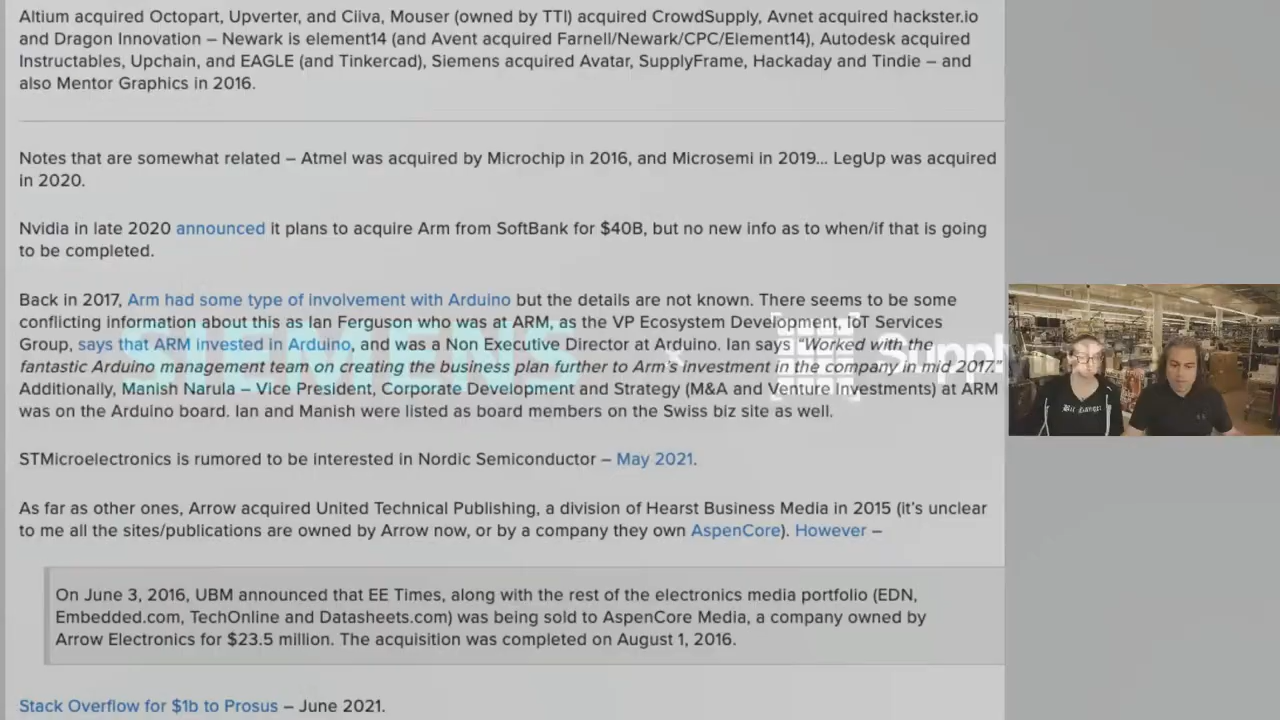 Altium acquired Octopart, Upverter, and Ciiva, Mouser (owned by TTI) acquired CrowdSupply, Avnet acquired hackster.io
and Dragon Innovation – Newark is element14 (and Avent acquired Farnell/Newark/CPC/Element14), Autodesk acquired
Instructables, Upchain, and EAGLE (and Tinkercad), Siemens acquired Avatar, SupplyFrame, Hackaday and Tindie – and
also Mentor Graphics in 2016.
Notes that are somewhat related – Atmel was acquired by Microchip in 2016, and Microsemi in 2019... LegUp was acquired
in 2020.
Nvidia in late 2020 announced it plans to acquire Arm from SoftBank for $40B, but no new info as to when/if that is going
to be completed.
Back in 2017, Arm had some type of involvement with Arduino but the details are not known. There seems to be some
conflicting information about this as Ian Ferguson who was at ARM, as the VP Ecosystem Development, IoT Services
Group, says that ARM invested in Arduino, and was a Non Executive Director at Arduino. Ian says "Worked with the
fantastic Arduino management team on creating the business plan further to Arm's investment in the company in mid 2017."
Additionally, Manish Narula – Vice President, Corporate Development and Strategy (M&A and Venture Investments) at ARM
was on the Arduino board. Ian and Manish were listed as board members on the Swiss biz site as well.
SIEMENS x Suppl
STMicroelectronics is rumored to be interested in Nordic Semiconductor – May 2021.
As far as other ones, Arrow acquired United Technical Publishing, a division of Hearst Business Media in 2015 (it's unclear
to me all the sites/publications are owned by Arrow now, or by a company they own AspenCore). However –
On June 3, 2016, UBM announced that EE Times, along with the rest of the electronics media portfolio (EDN,
Embedded.com, TechOnline and Datasheets.com) was being sold to AspenCore Media, a company owned by
Arrow Electronics for $23.5 million. The acquisition was completed on August 1, 2016.
Stack Overflow for $1b to Prosus – June 2021.